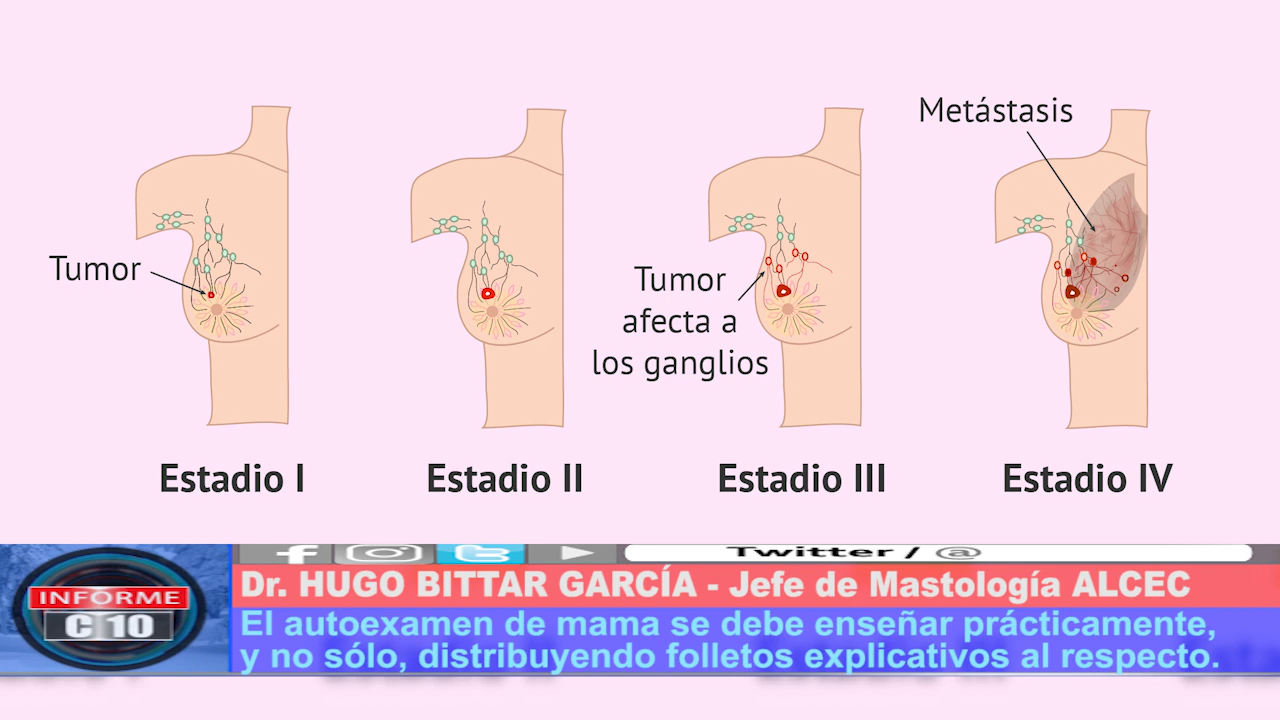 Metástasis
Tumor
Tumor
afecta a
los ganglios
Estadio I
Estadio II
Estadio III
Estadio IV
f
Twitter / @
INFORME
C 10
Dr. HUGO BITTAR GARCÍA - Jefe de Mastología ALCEC
El autoexamen de mama se debe enseñar prácticamente,
y no sólo, distribuyendo folletos explicativos al respecto.